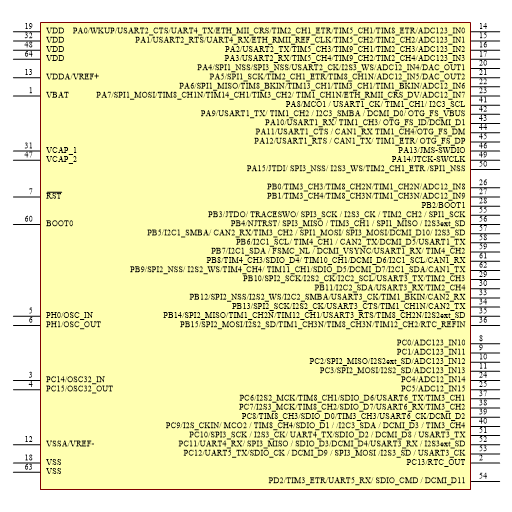 19 VDD PA0/WKUP/USART2_CTS/UART4_TX/ETH_MII_CRS/TIM2_CH1_ETR/TIM5_CH1/TIM8_ETR/ADC123_IN0 14
32 VDD PA1/USART2_RTS/UART4_RX/ETH_RMII_REF_CLK/TIM5_CH2/TIM2_CH2/ADC123_IN1 15
48 VDD PA2/USART2_TX/TIM5_CH3/TIM9_CH1/TIM2_CH3/ADC123_IN2 16
64 VDD PA3/USART2_RX/TIM5_CH4/TIM9_CH2/TIM2_CH4/ADC123_IN3 17
PA4/SPI1_NSS/SPI3_NSS/USART2_CK/I2S3_WS/ADC12_IN4/DAC_OUT1 20
13 VDDA/VREF+ PA5/SPI1_SCK/TIM2_CH1_ETR/TIM8_CH1N/ADC12_IN5/DAC_OUT2 21
PA6/SPI1_MISO/TIM8_BKIN/TIM13_CH1/TIM3_CH1/TIM1_BKIN/ADC12_IN6 22
1 VBAT PA7/SPI1_MOSI/TIM8_CH1N/TIM14_CH1/TIM3_CH2/ TIM1_CH1N/ETH_RMII_CRS_DV/ADC12_IN7 23
PA8/MCO1 / USART1_CK/ TIM1_CH1/ I2C3_SCL 41
PA9/USART1_TX/ TIM1_CH2 / I2C3_SMBA / DCMI_D0/ OTG_FS_VBUS 42
PA10/USART1_RX/ TIM1_CH3/ OTG_FS_ID/DCMI_D1 43
PA11/USART1_CTS / CAN1_RX TIM1_CH4/OTG_FS_DM 44
PA12/USART1_RTS / CAN1_TX/ TIM1_ETR/ OTG_FS_DP 45
31 VCAP_1 PA13/JMS-SWDIO 46
47 VCAP_2 PA14/JTCK-SWCLK 49
PA15/JTDI/ SPI3_NSS/ I2S3_WS/TIM2_CH1_ETR /SPI1_NSS 50
PB0/TIM3_CH3/TIM8_CH2N/TIM1_CH2N/ADC12_IN8 26
7 RST PB1/TIM3_CH4/TIM8_CH3N/TIM1_CH3N/ADC12_IN9 27
PB2/BOOT1 28
PB3/JTDO/ TRACESWO/ SPI3_SCK / I2S3_CK / TIM2_CH2 / SPI1_SCK 55
60 BOOT0 PB4/NJTRST/ SPI3_MISO / TIM3_CH1 / SPI1_MISO / I2S3ext_SD 56
PB5/I2C1_SMBA/ CAN2_RX/TIM3_CH2 / SPI1_MOSI/ SPI3_MOSI/DCMI_D10/ I2S3_SD 57
PB6/I2C1_SCL/ TIM4_CH1 / CAN2_TX/DCMI_D5/USART1_TX 58
PB7/I2C1_SDA / FSMC_NL / DCMI_VSYNC/USART1_RX/ TIM4_CH2 59
PB8/TIM4_CH3/SDIO_D4/ TIM10_CH1/DCMI_D6/I2C1_SCL/CAN1_RX 61
PB9/SPI2_NSS/ I2S2_WS/TIM4_CH4/ TIM11_CH1/SDIO_D5/DCMI_D7/I2C1_SDA/CAN1_TX 62
PB10/SPI2_SCK/I2S2_CK/I2C2_SCL/USART3_TX/TIM2_CH3 29
PB11/I2C2_SDA/USART3_RX/TIM2_CH4 30
PB12/SPI2_NSS/I2S2_WS/I2C2_SMBA/USART3_CK/TIM1_BKIN/CAN2_RX 33
PB13/SPI2_SCK/I2S2_CK/USART3_CTS/TIM1_CH1N/CAN2_TX 34
5 PH0/OSC_IN PB14/SPI2_MISO/TIM1_CH2N/TIM12_CH1/USART3_RTS/TIM8_CH2N/I2S2ext_SD 35
6 PH1/OSC_OUT PB15/SPI2_MOSI/I2S2_SD/TIM1_CH3N/TIM8_CH3N/TIM12_CH2/RTC_REFIN 36
PC0/ADC123_IN10 8
PC1/ADC123_IN11 9
PC2/SPI2_MISO/I2S2ext_SD/ADC123_IN12 10
PC3/SPI2_MOSI/I2S2_SD/ADC123_IN13 11
3 PC14/OSC32_IN PC4/ADC12_IN14 24
4 PC15/OSC32_OUT PC5/ADC12_IN15 25
PC6/I2S2_MCK/TIM8_CH1/SDIO_D6/USART6_TX/TIM3_CH1 37
PC7/I2S3_MCK/TIM8_CH2/SDIO_D7/USART6_RX/TIM3_CH2 38
PC8/TIM8_CH3/SDIO_D0/TIM3_CH3/USART6_CK/DCMI_D2 39
PC9/I2S_CKIN/ MCO2 / TIM8_CH4/SDIO_D1 / /I2C3_SDA / DCMI_D3 / TIM3_CH4 40
PC10/SPI3_SCK / I2S3_CK/ UART4_TX/SDIO_D2 / DCMI_D8 / USART3_TX 51
12 VSSA/VREF- PC11/UART4_RX/ SPI3_MISO / SDIO_D3/DCMI_D4/USART3_RX / I2S3ext_SD 52
PC12/UART5_TX/SDIO_CK / DCMI_D9 / SPI3_MOSI /I2S3_SD / USART3_CK 53
18 VSS PC13/RTC_OUT 2
63 VSS
PD2/TIM3_ETR/UART5_RX/ SDIO_CMD / DCMI_D11 54